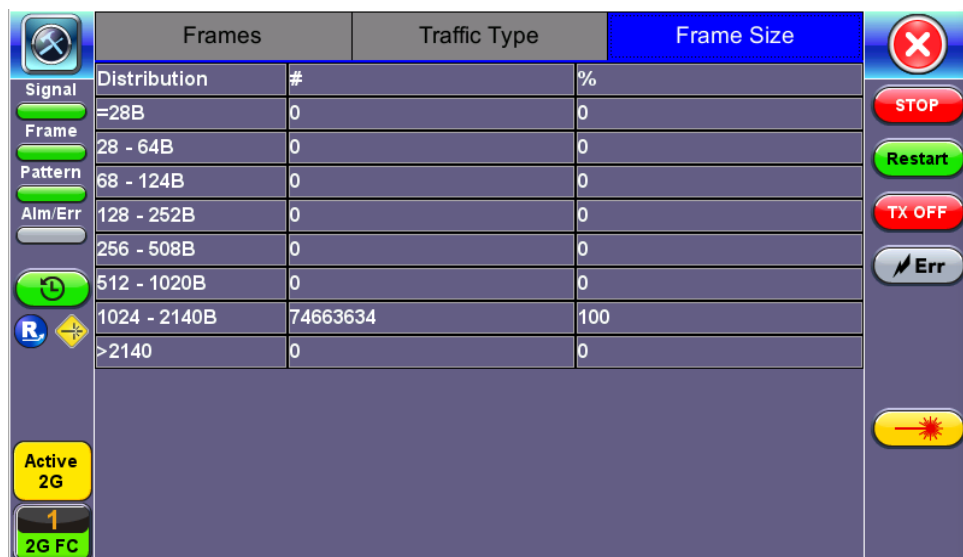 Frames Traffic Type Frame Size
Distribution # %
=28B 0 0
28 - 64B 0 0
68 - 124B 0 0
128 - 252B 0 0
256 - 508B 0 0
512 - 1020B 0 0
1024 - 2140B 74663634 100
>2140 0 0
Signal
Frame
Pattern
Alm/Err
R
Active
2G
1
2G FC
STOP
Restart
TX OFF
Err